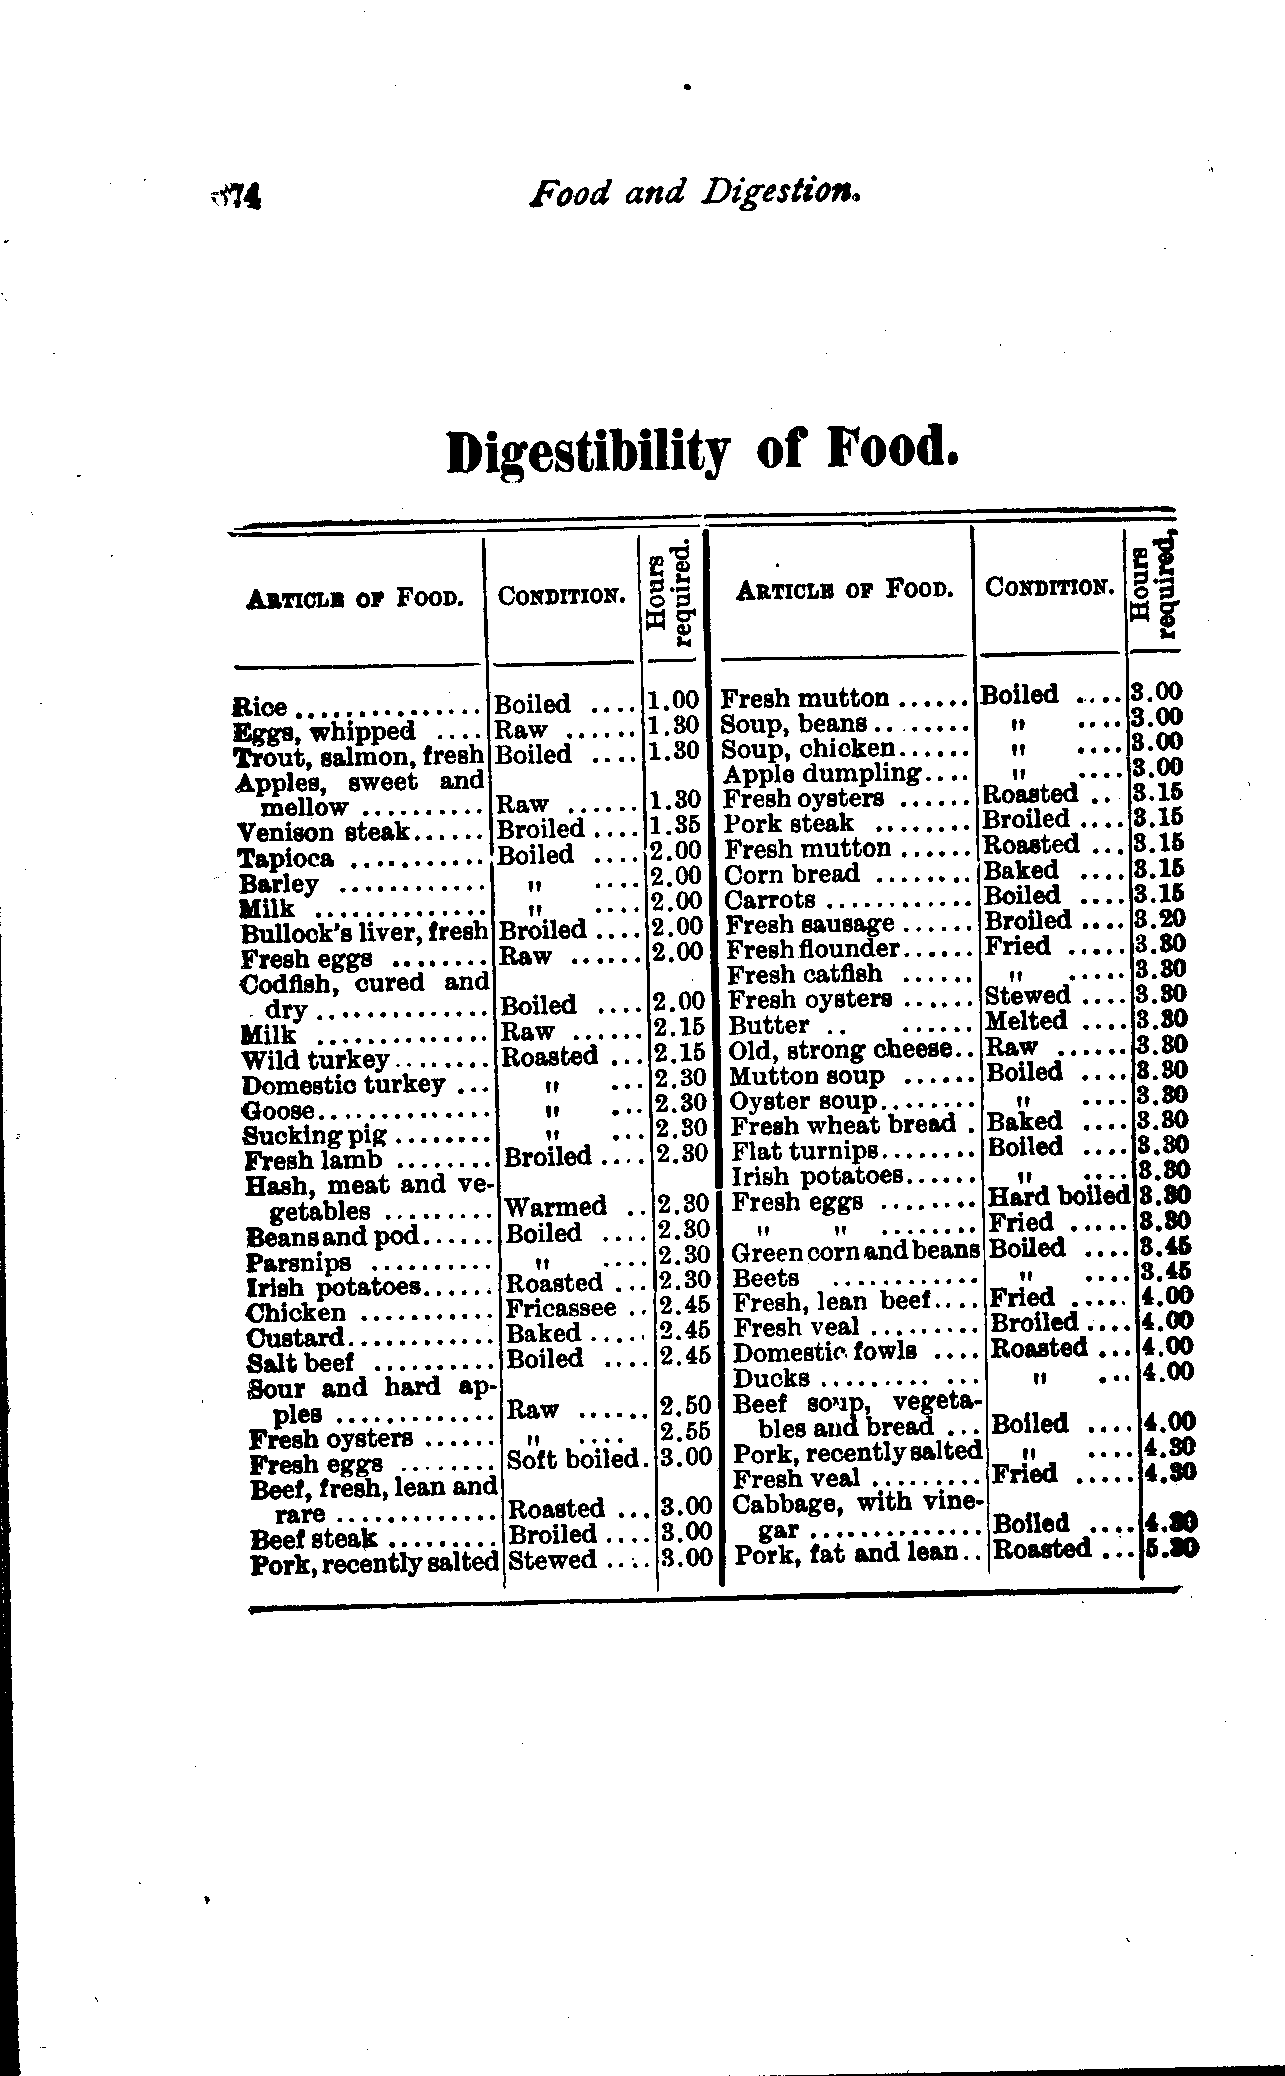 74 Food and Digestion.
Digestibility of Food.
ARTICLE OF FOOD. CONDITION. Hours required.
Rice............... Boiled .... 1.00
Eggs, whipped .... Raw ...... 1.30
Trout, salmon, fresh Boiled .... 1.30
Apples, sweet and
mellow .......... Raw ...... 1.30
Venison steak...... Broiled .... 1.35
Tapioca ........... Boiled .... 2.00
Barley ............ " .... 2.00
Milk .............. " .... 2.00
Bullock's liver, fresh Broiled .... 2.00
Fresh eggs ........ Raw ...... 2.00
Codfish, cured and
dry .............. Boiled .... 2.00
Milk .............. Raw ...... 2.15
Wild turkey........ Roasted ... 2.15
Domestic turkey ... " ... 2.30
Goose.............. " ... 2.30
Sucking pig ........ " ... 2.30
Fresh lamb ........ Broiled .... 2.30
Hash, meat and ve-
getables ......... Warmed .. 2.30
Beans and pod...... Boiled .... 2.30
Parsnips .......... " .... 2.30
Irish potatoes...... Roasted ... 2.30
Chicken ........... Fricassee .. 2.45
Custard............ Baked ..... 2.45
Salt beef .......... Boiled .... 2.45
Sour and hard ap-
ples ............. Raw ...... 2.50
Fresh oysters ...... " .... 2.55
Fresh eggs ........ Soft boiled. 3.00
Beef, fresh, lean and
rare ............. Roasted ... 3.00
Beef steak ......... Broiled .... 3.00
Pork, recently salted Stewed .... 3.00
ARTICLE OF FOOD. CONDITION. Hours required,
Fresh mutton ...... Boiled .... 3.00
Soup, beans........ " .... 3.00
Soup, chicken...... " .... 3.00
Apple dumpling.... " .... 3.00
Fresh oysters ...... Roasted .. 3.15
Pork steak ........ Broiled .... 3.15
Fresh mutton ...... Roasted ... 3.15
Corn bread ........ Baked .... 3.15
Carrots ............ Boiled .... 3.15
Fresh sausage ...... Broiled .... 3.20
Fresh flounder...... Fried ..... 3.30
Fresh catfish ...... " ..... 3.30
Fresh oysters ...... Stewed .... 3.30
Butter .. ...... Melted .... 3.30
Old, strong cheese.. Raw ...... 3.30
Mutton soup ...... Boiled .... 3.30
Oyster soup........ " .... 3.30
Fresh wheat bread . Baked .... 3.30
Flat turnips........ Boiled .... 3.30
Irish potatoes...... " .... 3.30
Fresh eggs ........ Hard boiled 3.30
" " ........ Fried ..... 3.30
Green corn and beans Boiled .... 3.45
Beets ............ " .... 3.45
Fresh, lean beef.... Fried ..... 4.00
Fresh veal ......... Broiled .... 4.00
Domestic fowls .... Roasted ... 4.00
Ducks ......... ... " ... 4.00
Beef soup, vegeta-
bles and bread ... Boiled .... 4.00
Pork, recently salted " .... 4.30
Fresh veal ......... Fried ..... 4.30
Cabbage, with vine-
gar .............. Boiled .... 4.30
Pork, fat and lean.. Roasted ... 5.30